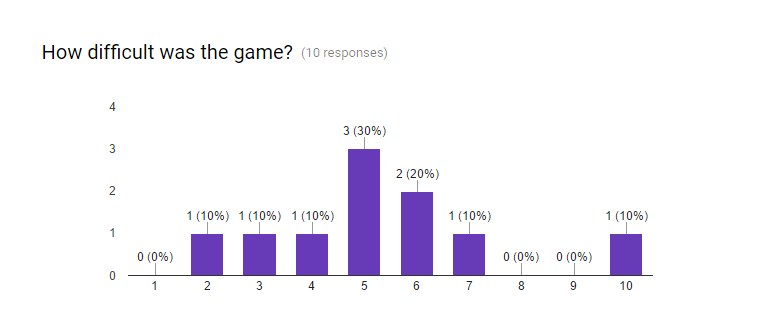 How difficult was the game? (10 responses)
4
3 (30%)
3
2 (20%)
2
1 (10%) 1 (10%) 1 (10%) 1 (10%) 1 (10%)
1
0 (0%) 0 (0%) 0 (0%)
0
1 2 3 4 5 6 7 8 9 10